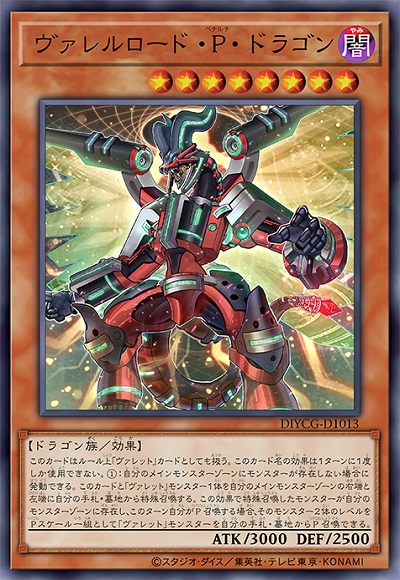 ペナルチ
ヴァレルロード・P・ドラゴン
やみ
闇
DIYCG-D1013
【ドラゴン族／効果】
このカードはルール上「ヴァレット」カードとしても扱う。このカード名の効果は1ターンに1度
しか使用できない。①：自分のメインモンスターゾーンにモンスターが存在しない場合に
発動できる。このカードと「ヴァレット」モンスター1体を自分のメインモンスターゾーンの右端と
左端に自分の手札・墓地から特殊召喚する。この効果で特殊召喚したモンスターが自分の
モンスターゾーンに存在し、このターン自分がP召喚する場合、そのモンスター2体のレベルを
Pスケール一組として「ヴァレット」モンスターを自分の手札・墓地からP召喚できる。
ATK/3000 DEF/2500
©スタジオ・ダイス／集英社・テレビ東京・KONAMI